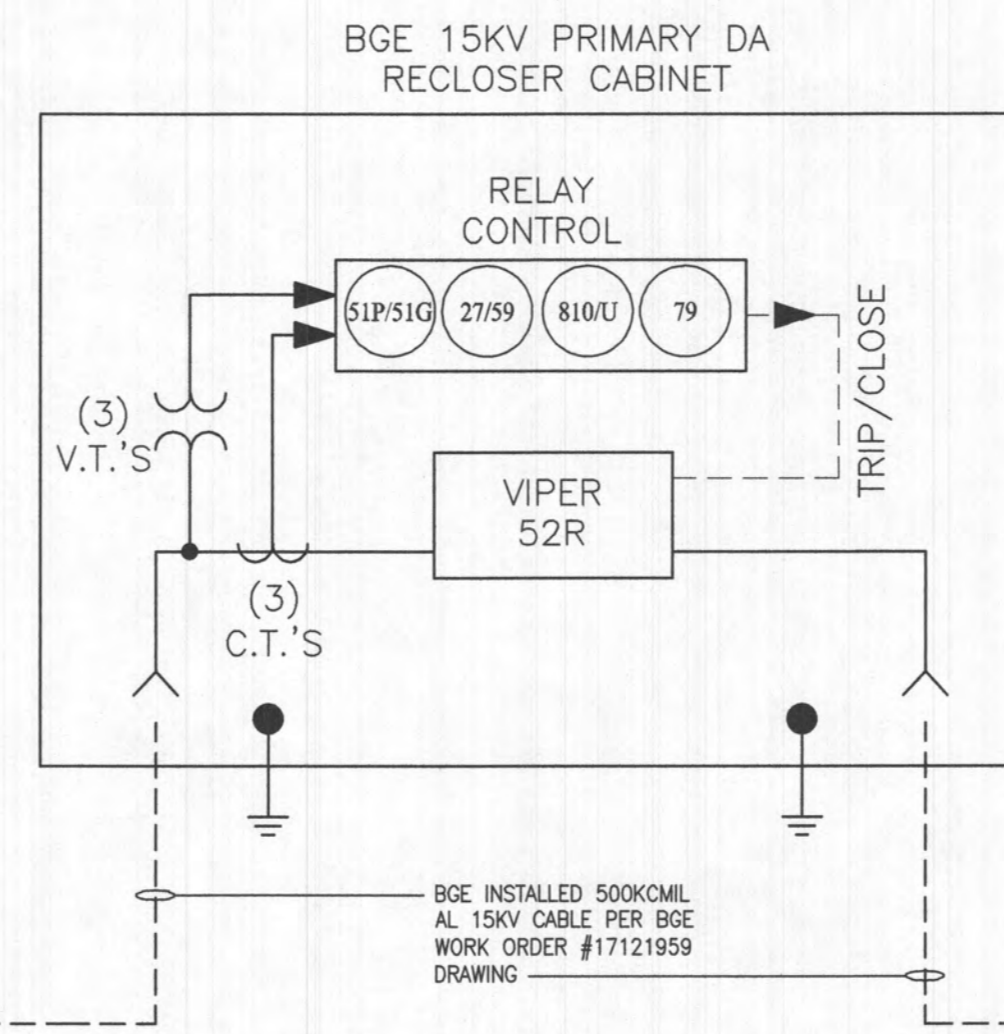 BGE 15KV PRIMARY DA
RECLOSER CABINET
RELAY
CONTROL
51P/51G 27/59 810/U 79
TRIP/CLOSE
(3)
V.T.'S
VIPER
52R
(3)
C.T.'S
BGE INSTALLED 500KCMIL
AL 15KV CABLE PER BGE
WORK ORDER #17121959
DRAWING